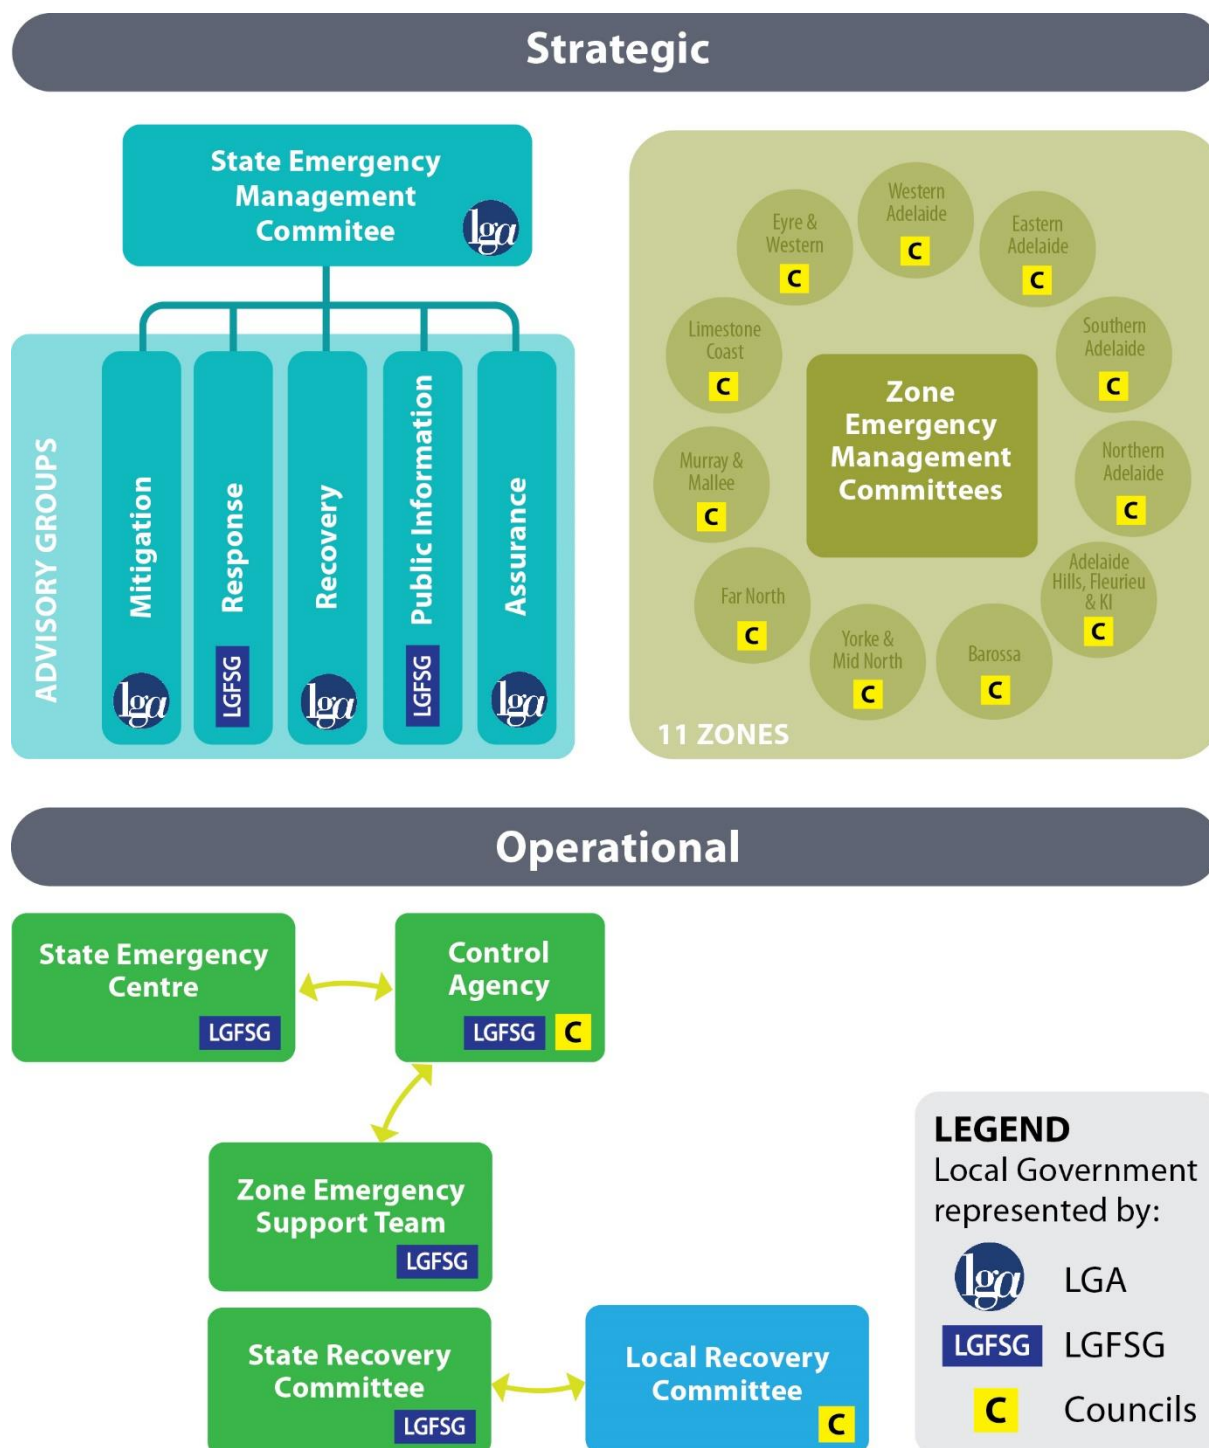 Strategic
State Emergency
Management
Commitee
lga
ADVISORY GROUPS
Mitigation
lga
Response
LGFSG
Recovery
lga
Public Information
LGFSG
Assurance
lga
Zone
Emergency
Management
Committees
Western
Adelaide
C
Eastern
Adelaide
C
Southern
Adelaide
C
Northern
Adelaide
C
Adelaide
Hills, Fleurieu
& KI
C
Barossa
C
Yorke &
Mid North
C
Far North
C
Murray &
Mallee
C
Limestone
Coast
C
Eyre &
Western
C
11 ZONES
Operational
State Emergency
Centre
LGFSG
Control
Agency
LGFSG C
Zone Emergency
Support Team
LGFSG
State Recovery
Committee
LGFSG
Local Recovery
Committee
C
LEGEND
Local Government
represented by:
lga LGA
LGFSG LGFSG
C Councils